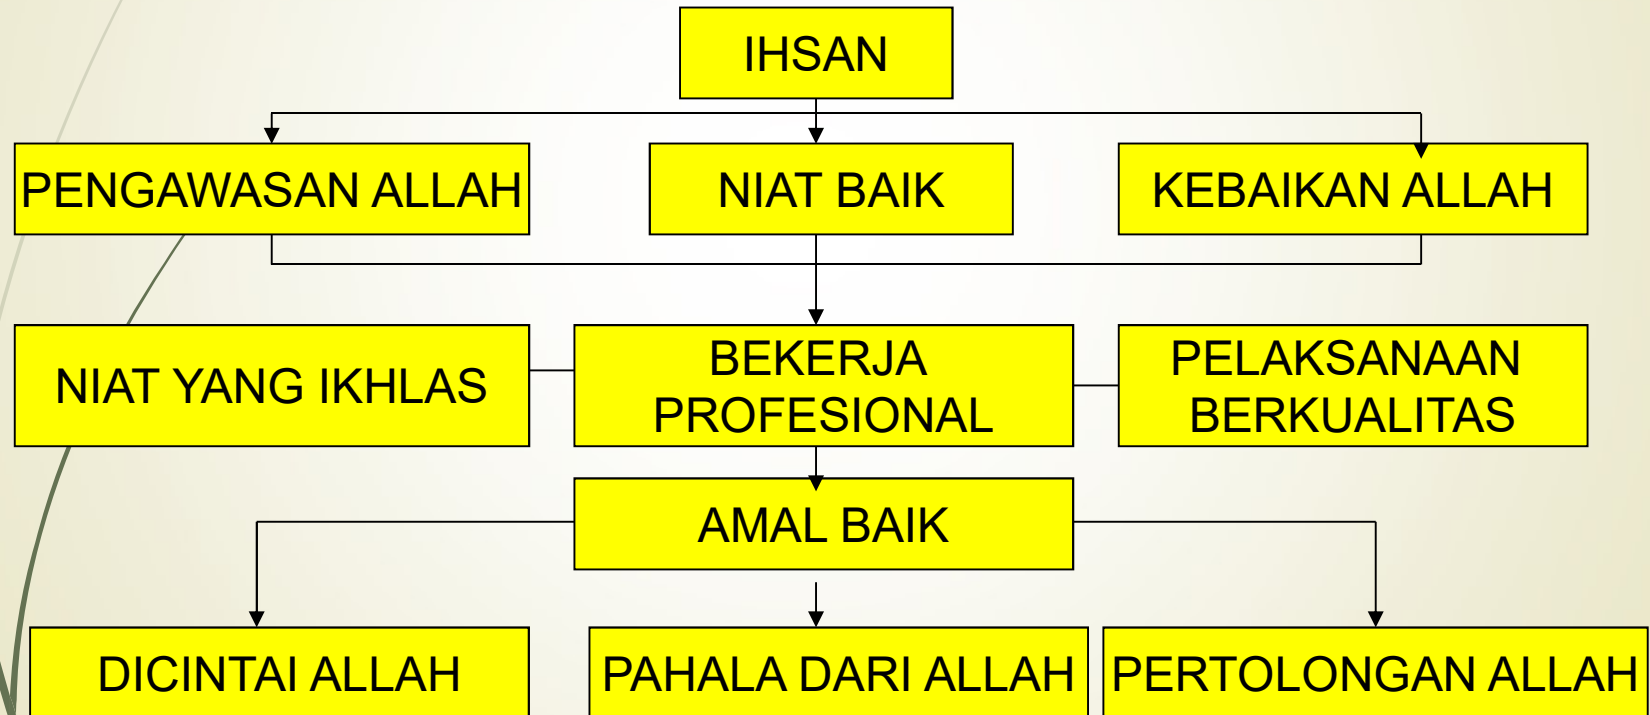 IHSAN
PENGAWASAN ALLAH
NIAT BAIK
KEBAIKAN ALLAH
NIAT YANG IKHLAS
BEKERJA
PROFESIONAL
PELAKSANAAN
BERKUALITAS
AMAL BAIK
DICINTAI ALLAH
PAHALA DARI ALLAH
PERTOLONGAN ALLAH